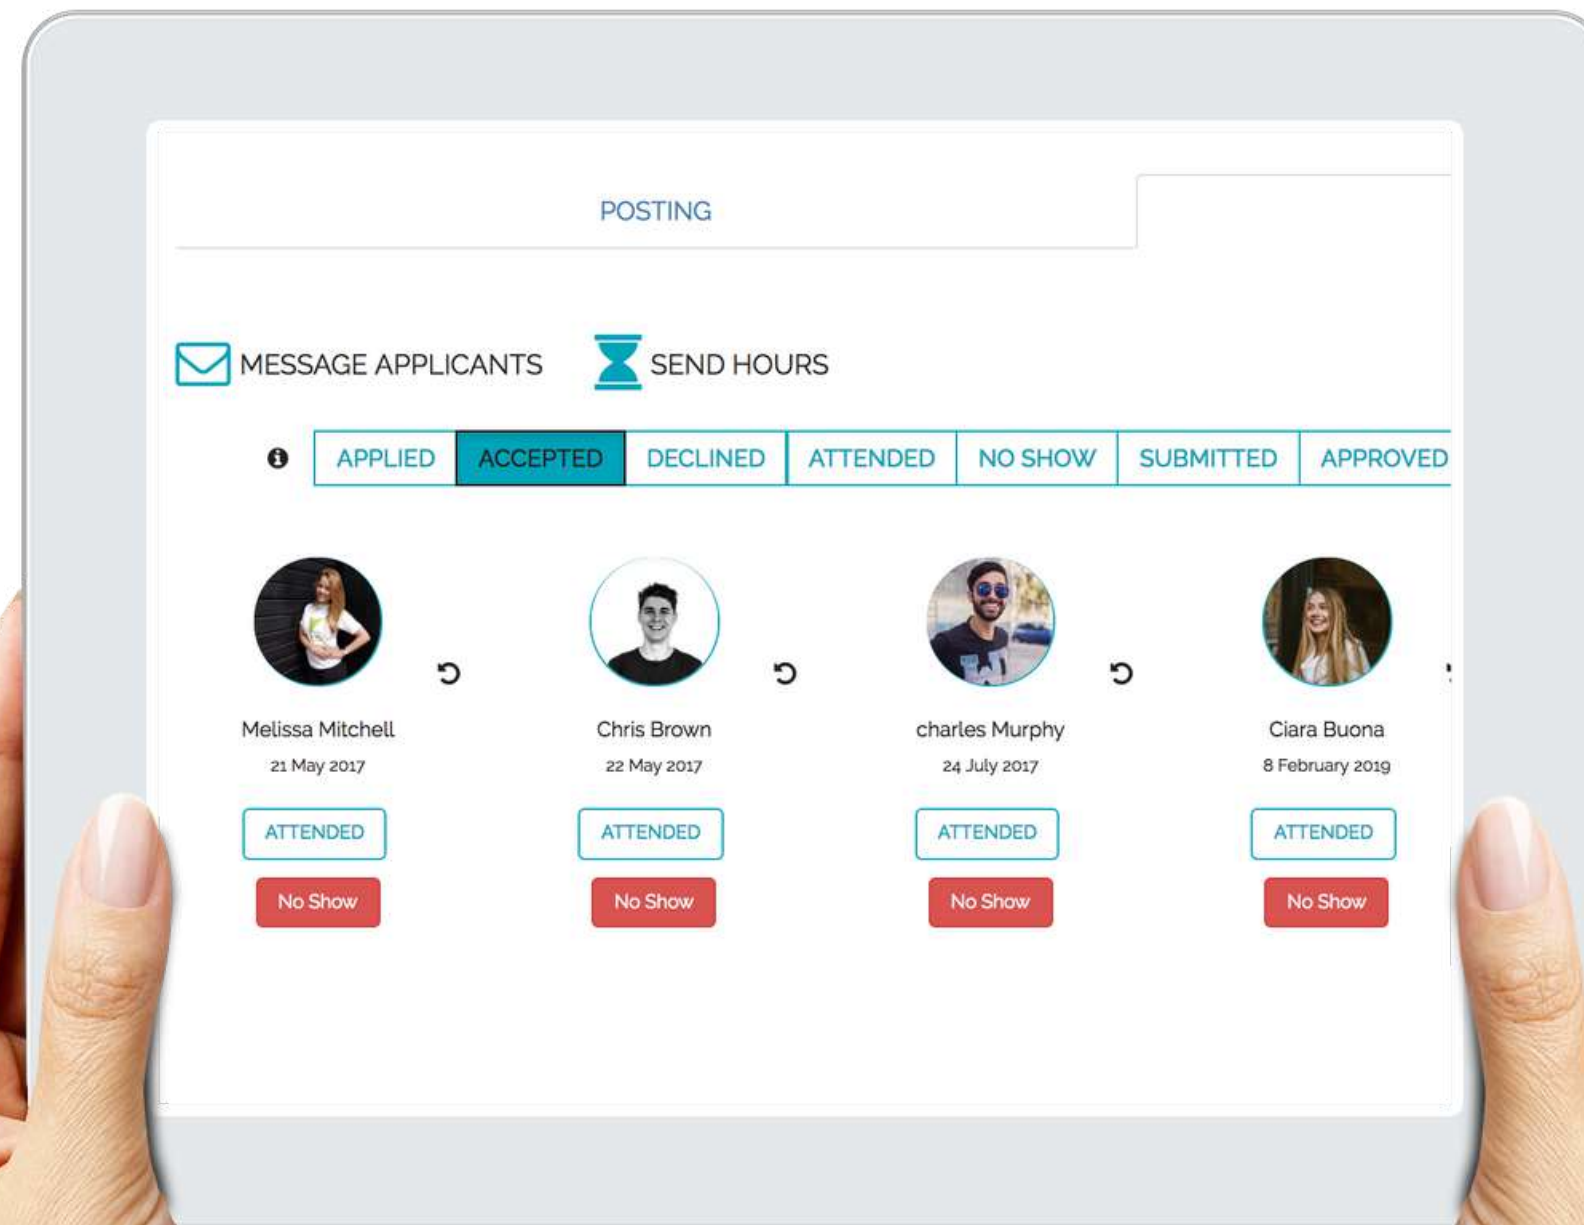 POSTING
MESSAGE APPLICANTS SEND HOURS
APPLIED ACCEPTED DECLINED ATTENDED NO SHOW SUBMITTED APPROVED
Melissa Mitchell Chris Brown charles Murphy Ciara Buona
21 May 2017 22 May 2017 24 July 2017 8 February 2019
ATTENDED ATTENDED ATTENDED ATTENDED
No Show No Show No Show No Show